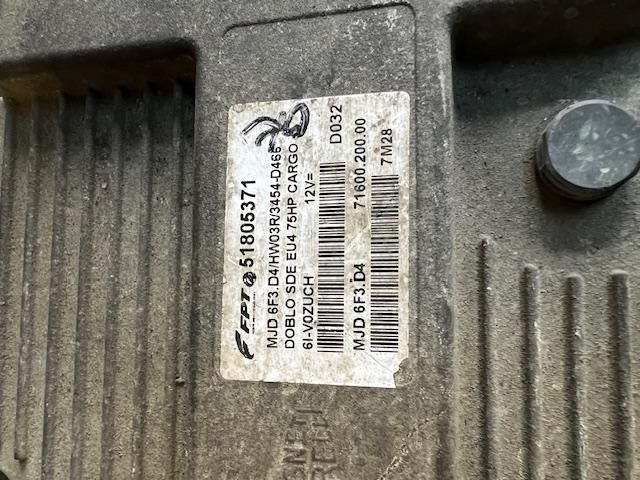 FPT 51805371
MJD 6F3.D4/HW03R/3454-D466
DOBLO SDE EU4 75HP CARGO
6I-V0ZUCH 12V= D032
MJD 6F3.D4 71600.200.00
7M28